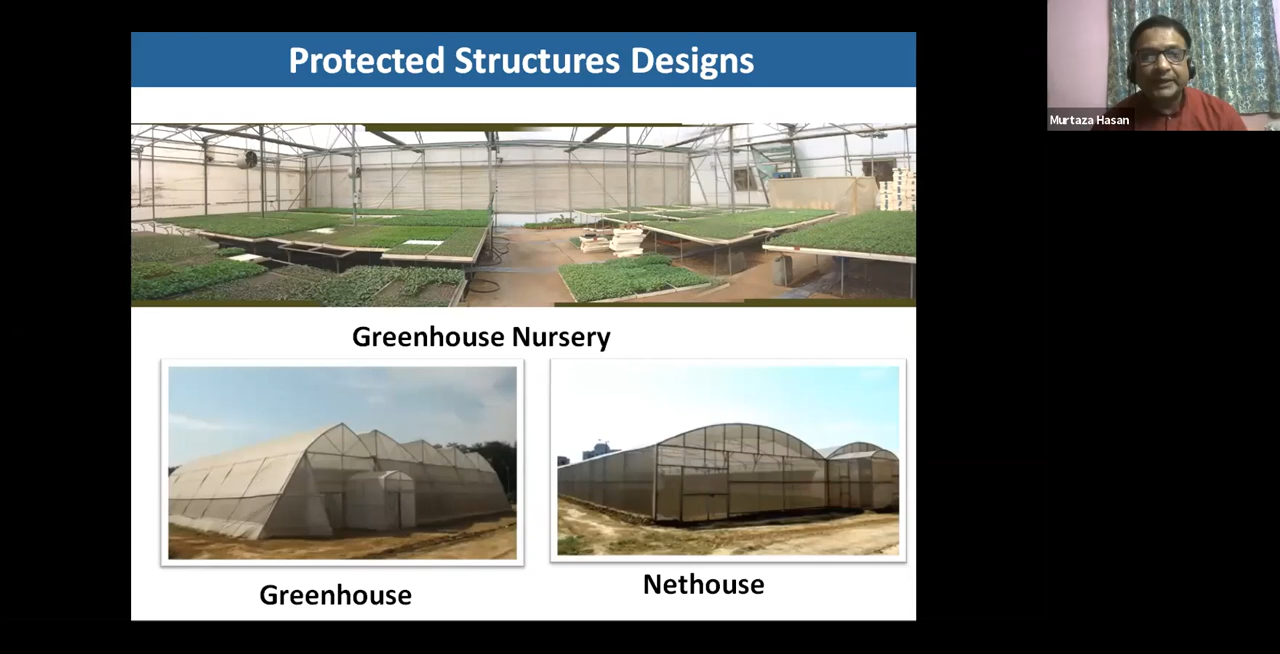 Protected Structures Designs
Murtaza Hasan
Greenhouse Nursery
Greenhouse
Nethouse